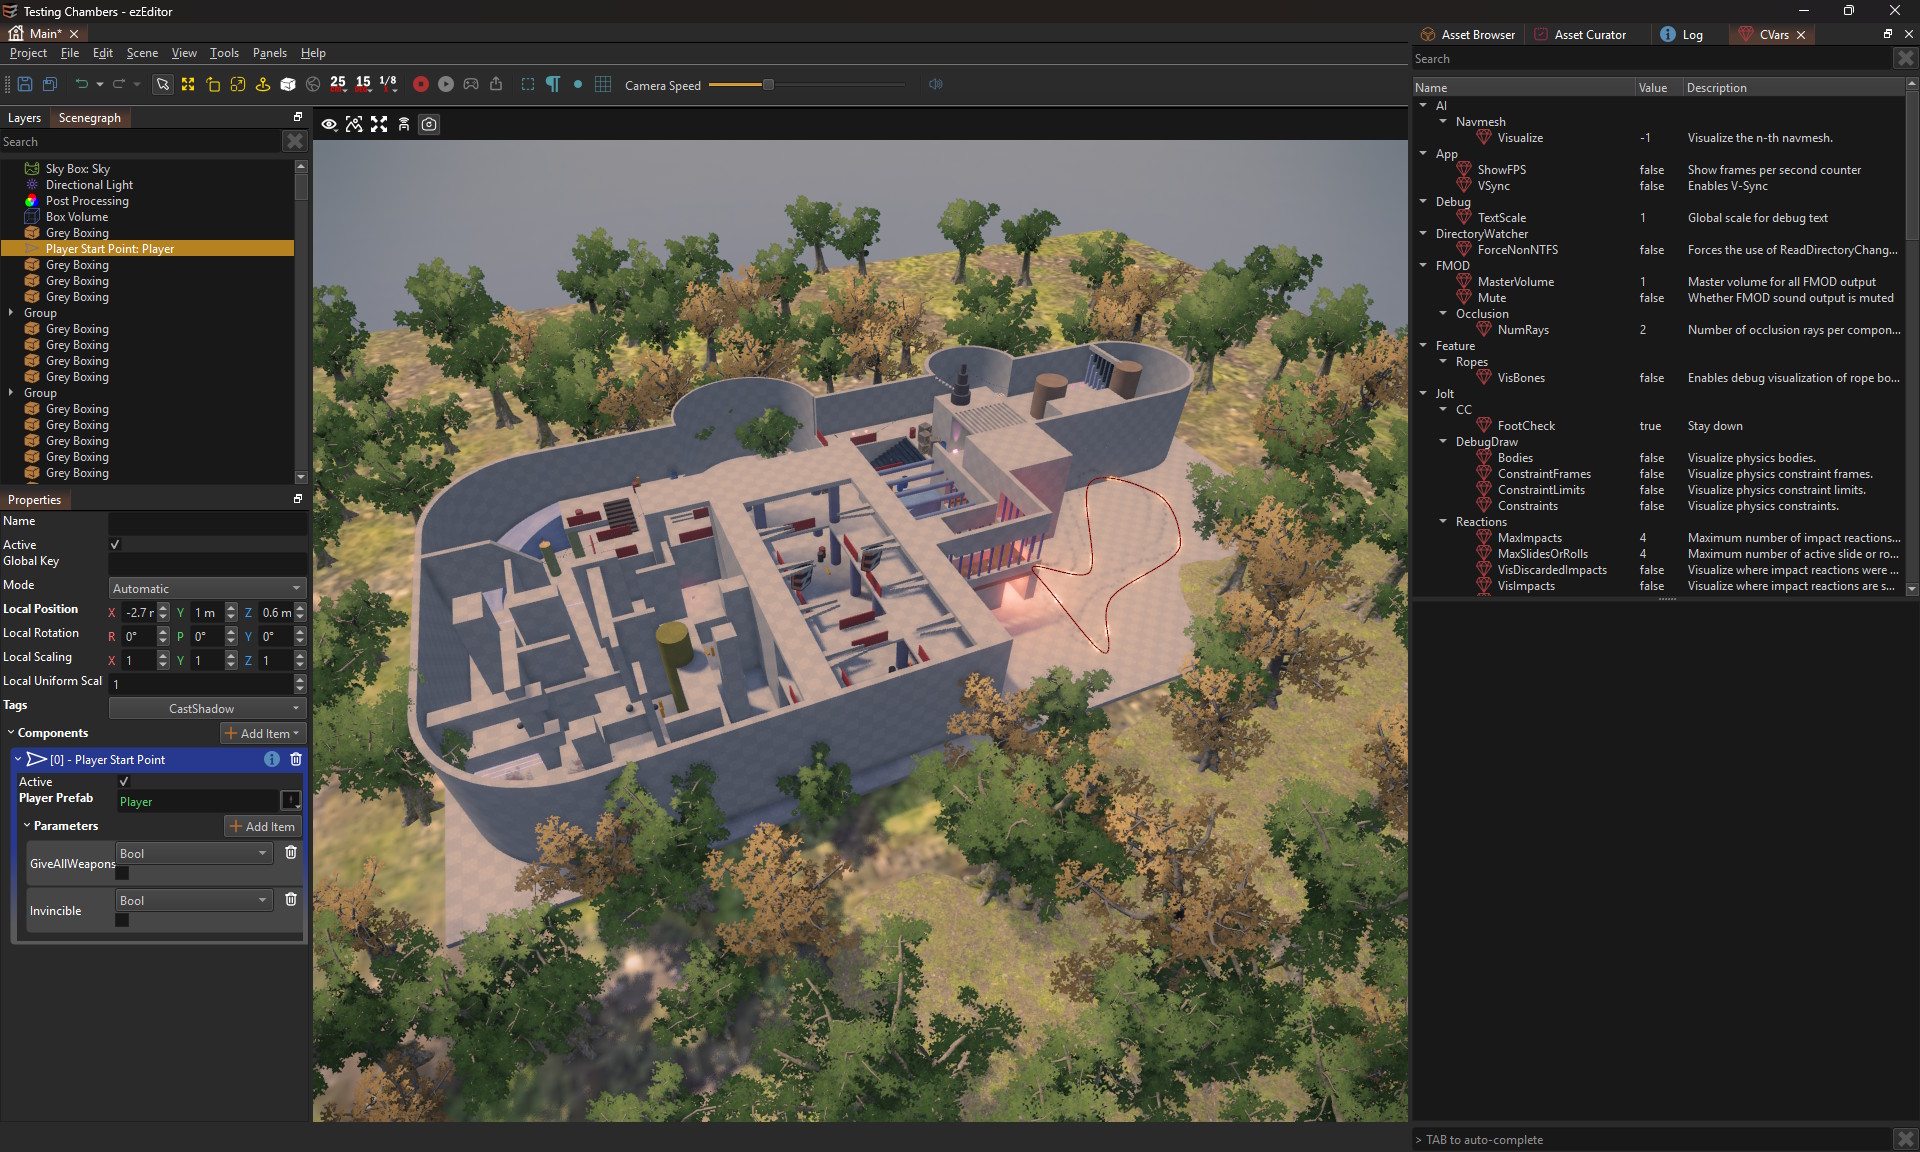 Testing Chambers - ezEditor
Main*
Project File Edit Scene View Tools Panels Help
25 15 1/8 Camera Speed
Layers Scenegraph
Search
Sky Box: Sky
Directional Light
Post Processing
Box Volume
Grey Boxing
Player Start Point: Player
Grey Boxing
Grey Boxing
Grey Boxing
Group
Grey Boxing
Grey Boxing
Grey Boxing
Grey Boxing
Group
Grey Boxing
Grey Boxing
Grey Boxing
Grey Boxing
Grey Boxing
Properties
Name
Active
Global Key
Mode Automatic
Local Position X -2.7 r Y 1 m Z 0.6 m
Local Rotation R 0° P 0° Y 0°
Local Scaling X 1 Y 1 Z 1
Local Uniform Scal 1
Tags CastShadow
Components Add Item
[0] - Player Start Point
Active
Player Prefab Player
Parameters Add Item
GiveAllWeapons Bool
Invincible Bool
Asset Browser Asset Curator Log CVars
Search
Name Value Description
AI
Navmesh
Visualize -1 Visualize the n-th navmesh.
App
ShowFPS false Show frames per second counter
VSync false Enables V-Sync
Debug
TextScale 1 Global scale for debug text
DirectoryWatcher
ForceNonNTFS false Forces the use of ReadDirectoryChang...
FMOD
MasterVolume 1 Master volume for all FMOD output
Mute false Whether FMOD sound output is muted
Occlusion
NumRays 2 Number of occlusion rays per compon...
Feature
Ropes
VisBones false Enables debug visualization of rope bo...
Jolt
CC
FootCheck true Stay down
DebugDraw
Bodies false Visualize physics bodies.
ConstraintFrames false Visualize physics constraint frames.
ConstraintLimits false Visualize physics constraint limits.
Constraints false Visualize physics constraints.
Reactions
MaxImpacts 4 Maximum number of impact reactions...
MaxSlidesOrRolls 4 Maximum number of active slide or ro...
VisDiscardedImpacts false Visualize where impact reactions were ...
VisImpacts false Visualize where impact reactions are s...
> TAB to auto-complete